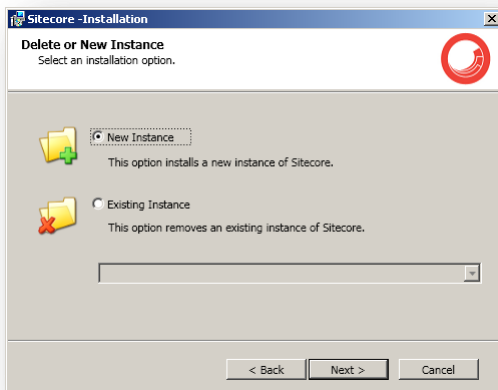 Sitecore -Installation
Delete or New Instance
Select an installation option.
New Instance
This option installs a new instance of Sitecore.
Existing Instance
This option removes an existing instance of Sitecore.
< Back Next > Cancel